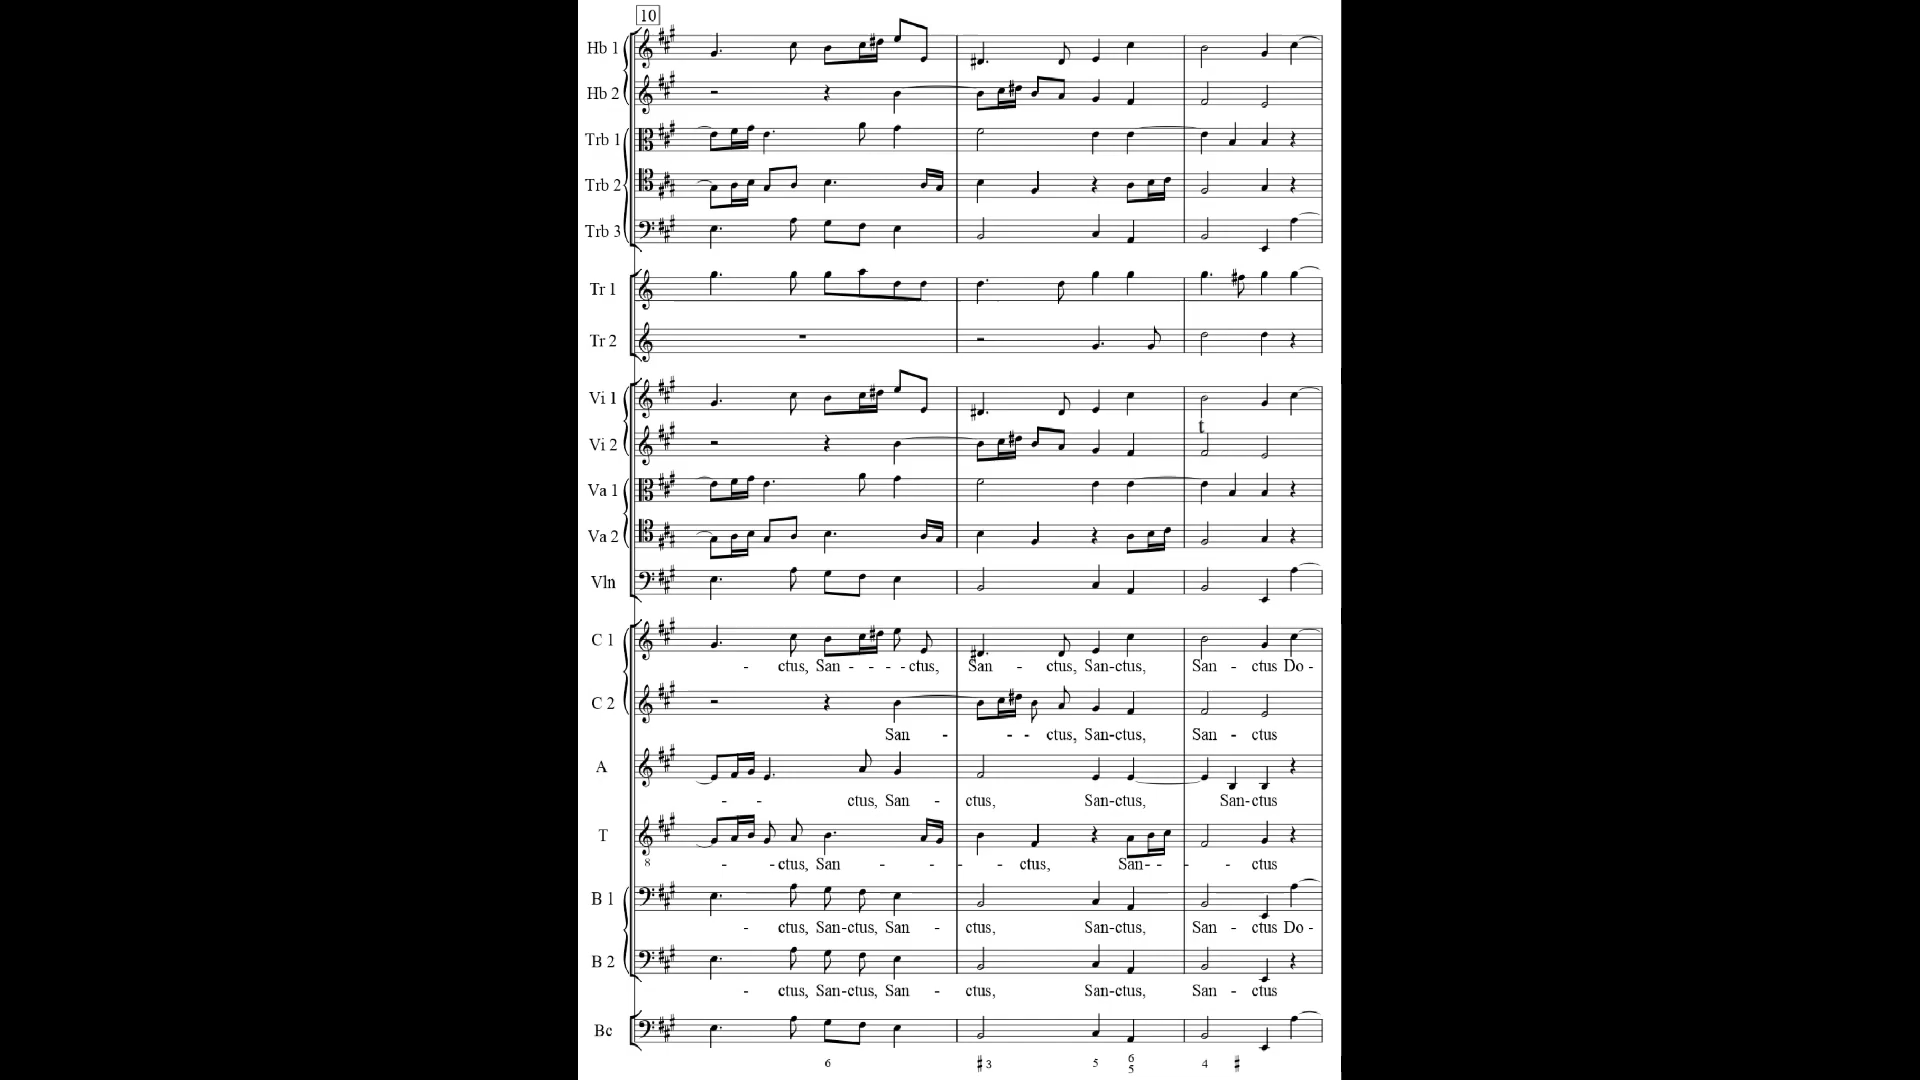 10
Hb 1
Hb 2
Trb 1
Trb 2
Trb 3
Tr 1
Tr 2
Vi 1
t
Vi 2
Va 1
Va 2
Vln
C 1
- ctus, San - - - - ctus, San - ctus, San-ctus, San - ctus Do -
C 2
San - - - - ctus, San-ctus, San - ctus
A
- - ctus, San - ctus, San-ctus, San-ctus
T
8
- - ctus, San - - - - ctus, San - - - ctus
B 1
- ctus, San-ctus, San - ctus, San-ctus, San - ctus Do -
B 2
- ctus, San-ctus, San - ctus, San-ctus, San - ctus
Bc
6 ♯3 5 6 4 ♯
5